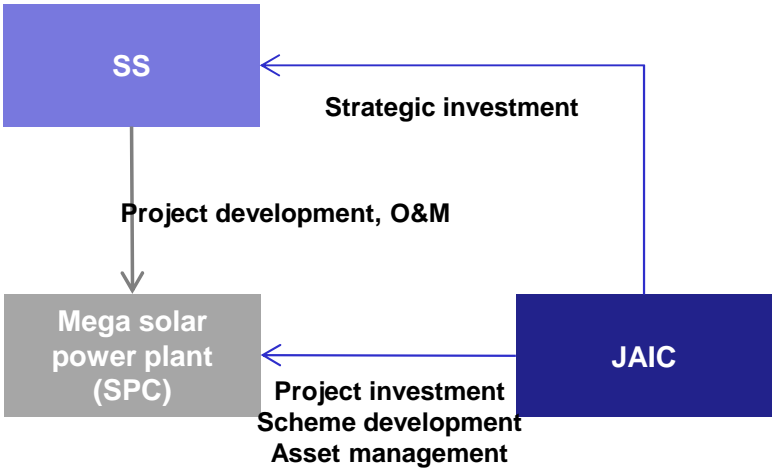 SS
Strategic investment
Project development, O&M
Mega solar
power plant
(SPC)
JAIC
Project investment
Scheme development
Asset management